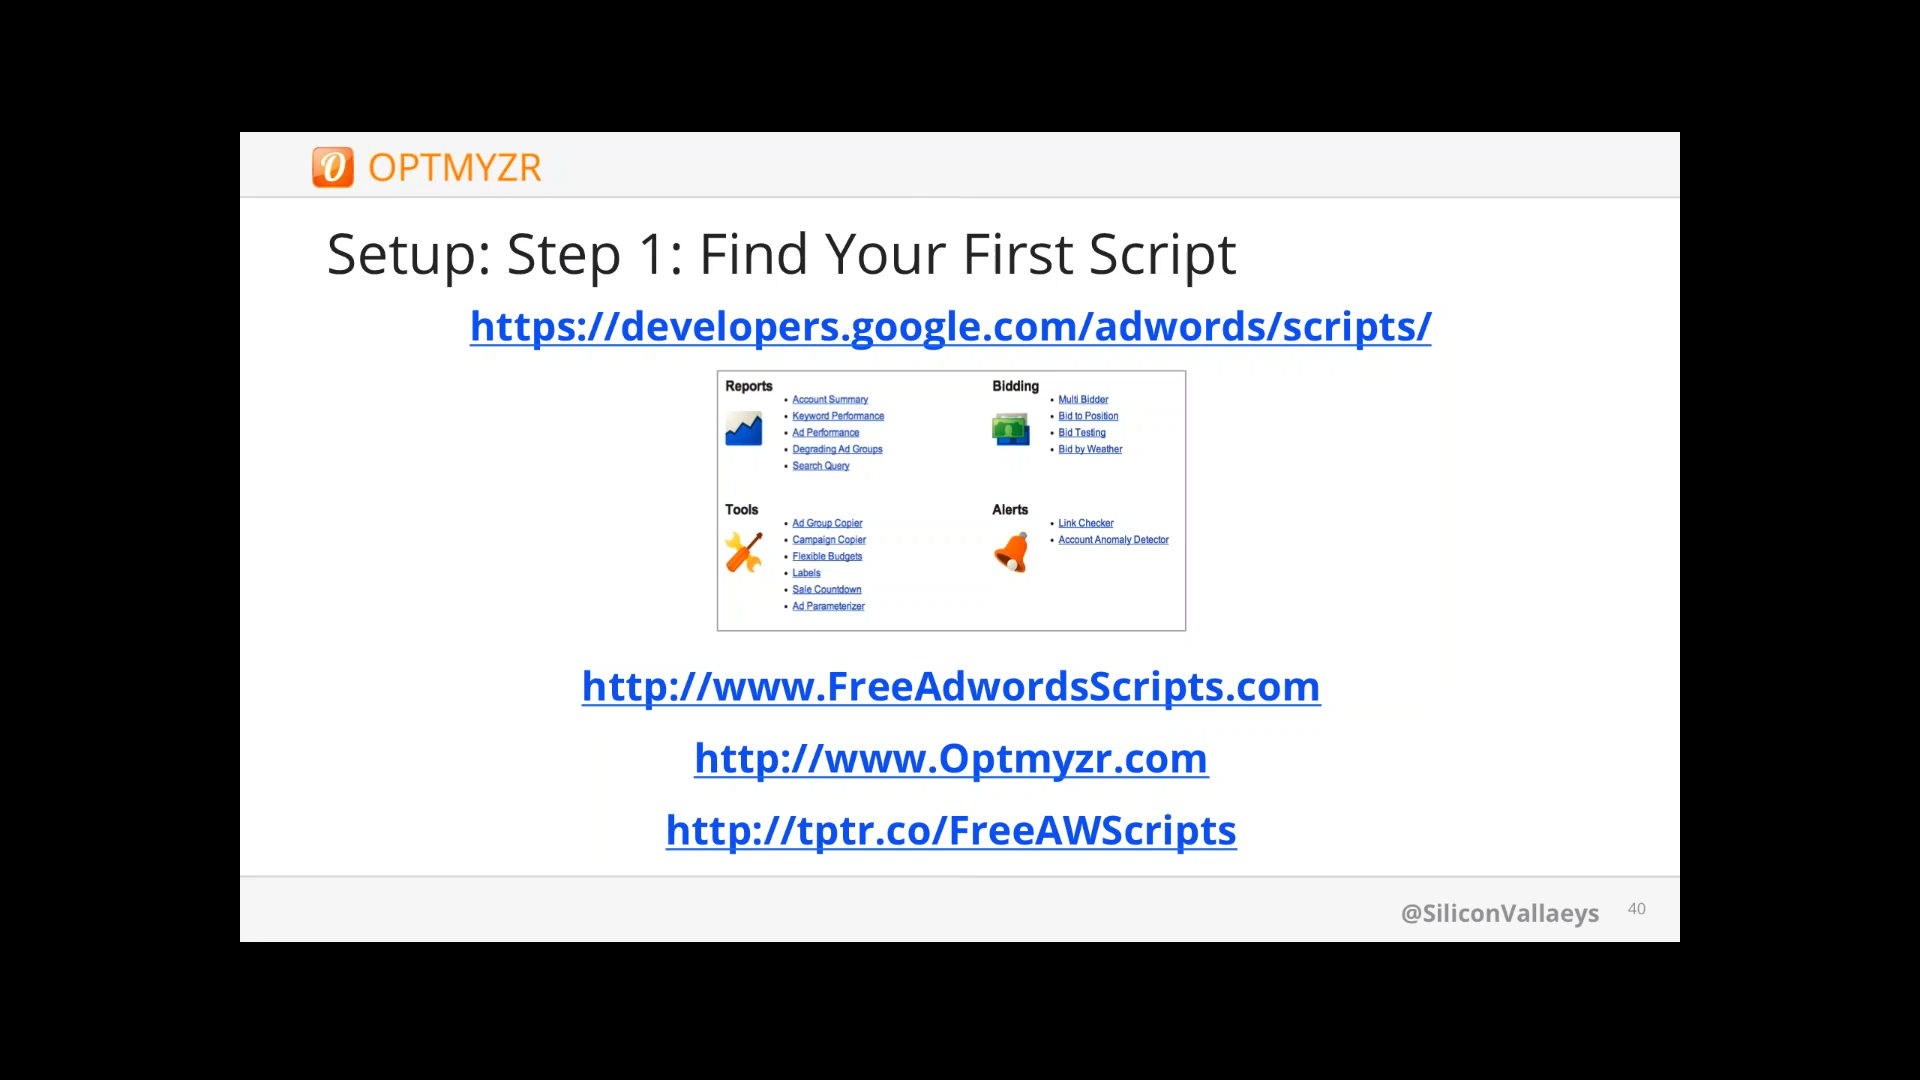 OPTMYZR
Setup: Step 1: Find Your First Script
https://developers.google.com/adwords/scripts/
Reports
Account Summary
Keyword Performance
Ad Performance
Degrading Ad Groups
Search Query
Bidding
Multi Bidder
Bid to Position
Bid Testing
Bid by Weather
Tools
Ad Group Copier
Campaign Copier
Flexible Budgets
Labels
Sale Countdown
Ad Parameterizer
Alerts
Link Checker
Account Anomaly Detector
http://www.FreeAdwordsScripts.com
http://www.Optmyzr.com
http://tptr.co/FreeAWScripts
@SiliconVallaeys 40